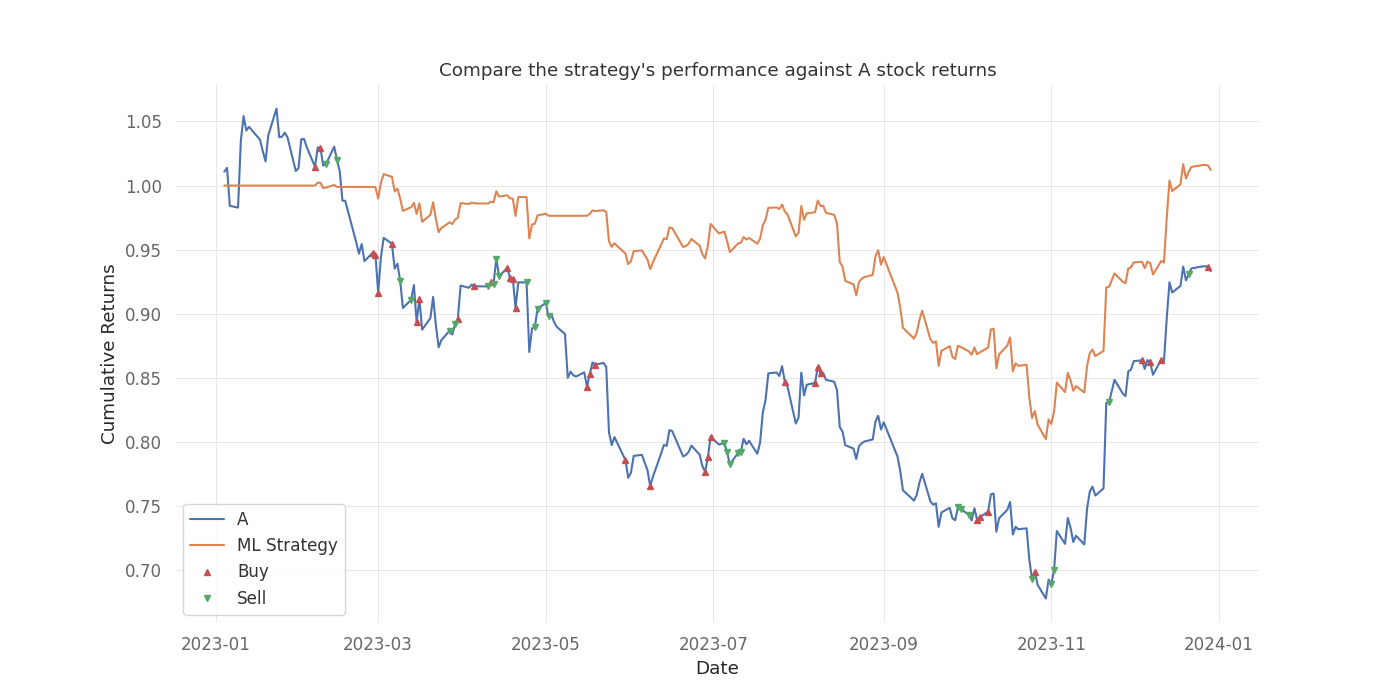 Compare the strategy's performance against A stock returns
Cumulative Returns
1.05
1.00
0.95
0.90
0.85
0.80
0.75
0.70
A
ML Strategy
Buy
Sell
2023-01 2023-03 2023-05 2023-07 2023-09 2023-11 2024-01
Date